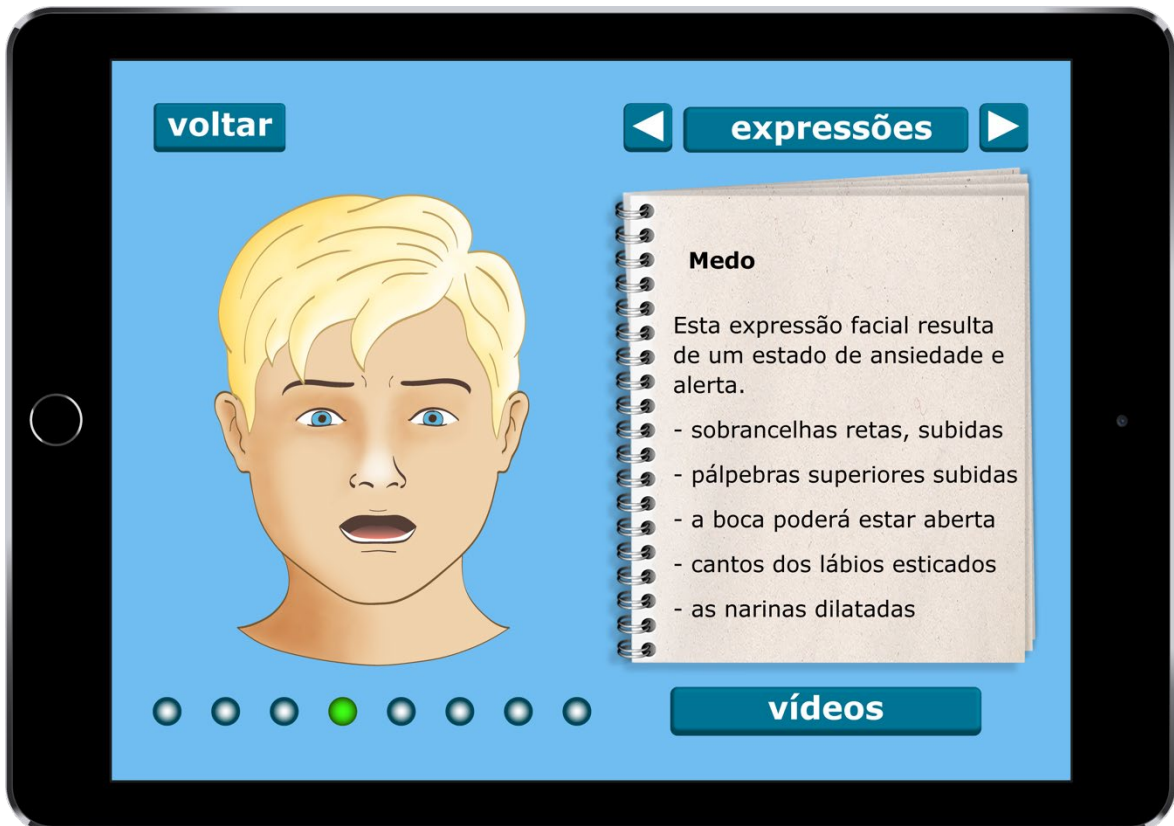 voltar
expressões
Medo
Esta expressão facial resulta
de um estado de ansiedade e
alerta.
- sobrancelhas retas, subidas
- pálpebras superiores subidas
- a boca poderá estar aberta
- cantos dos lábios esticados
- as narinas dilatadas
vídeos